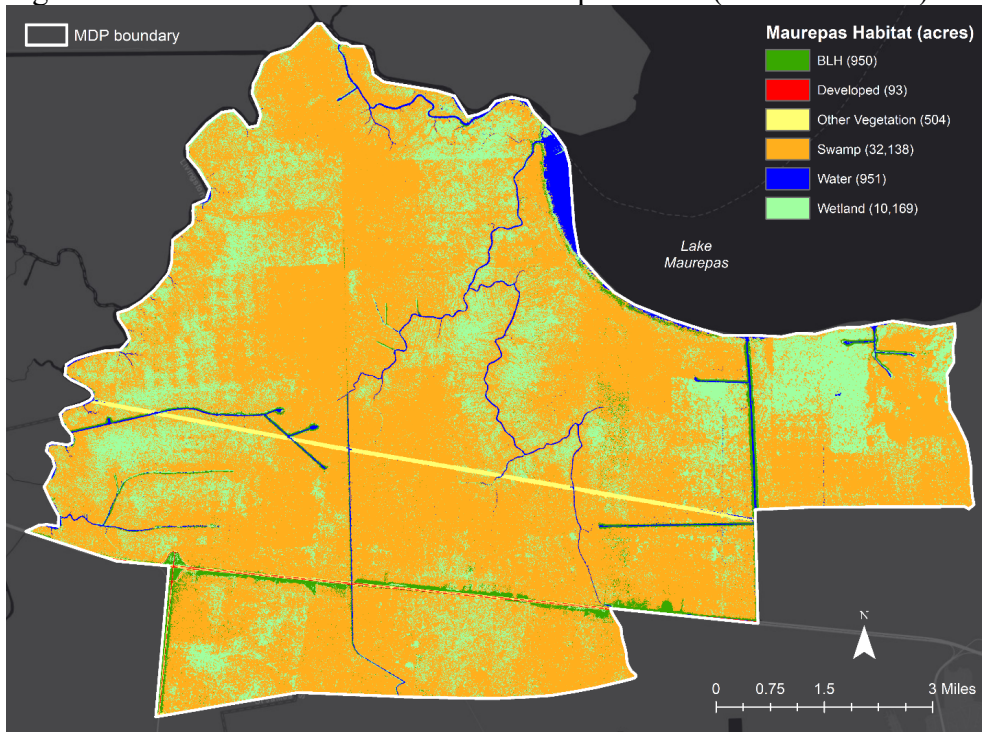 MDP boundary
Maurepas Habitat (acres)
BLH (950)
Developed (93)
Other Vegetation (504)
Swamp (32,138)
Water (951)
Wetland (10,169)
Lake
Maurepas
N
0 0.75 1.5 3 Miles